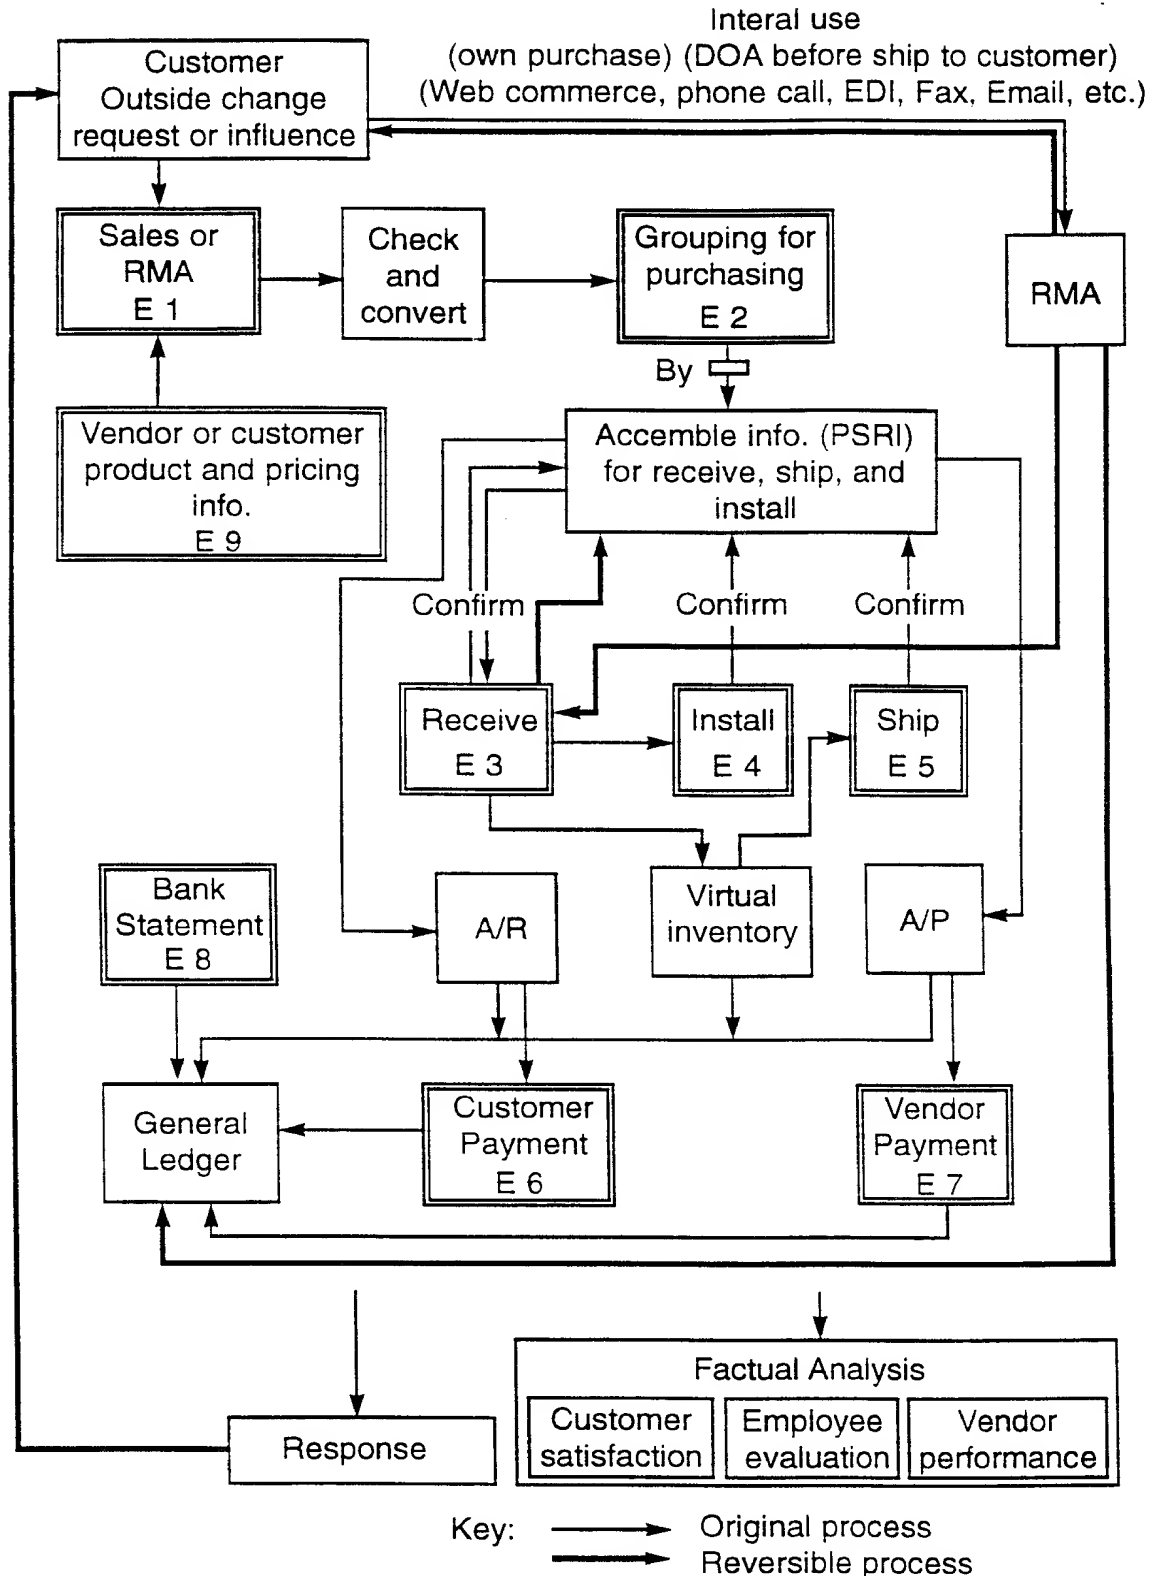 Interal use
(own purchase) (DOA before ship to customer)
(Web commerce, phone call, EDI, Fax, Email, etc.)
Customer
Outside change
request or influence
Sales or
RMA
E 1
Check
and
convert
Grouping for
purchasing
E 2
RMA
By
Vendor or customer
product and pricing
info.
E 9
Accemble info. (PSRI)
for receive, ship, and
install
Confirm
Confirm
Confirm
Receive
E 3
Install
E 4
Ship
E 5
Bank
Statement
E 8
A/R
Virtual
inventory
A/P
General
Ledger
Customer
Payment
E 6
Vendor
Payment
E 7
Response
Factual Analysis
Customer
satisfaction
Employee
evaluation
Vendor
performance
Key:
Original process
Reversible process